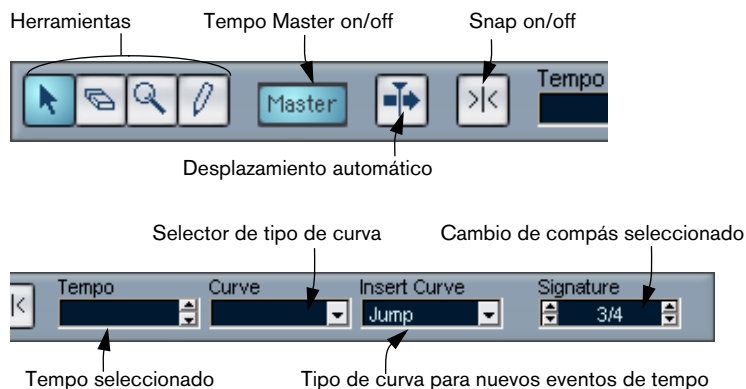 Herramientas Tempo Master on/off Snap on/off
Master Tempo
Desplazamiento automático
Selector de tipo de curva Cambio de compás seleccionado
Tempo Curve Insert Curve Signature
Jump 3/4
Tempo seleccionado Tipo de curva para nuevos eventos de tempo